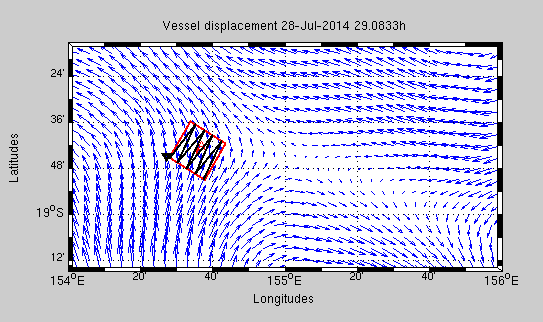 Vessel displacement 28-Jul-2014 29.0833h
24'
36'
48'
19°S
12'
154°E
20'
40'
155°E
20'
40'
156°E
Latitudes
Longitudes